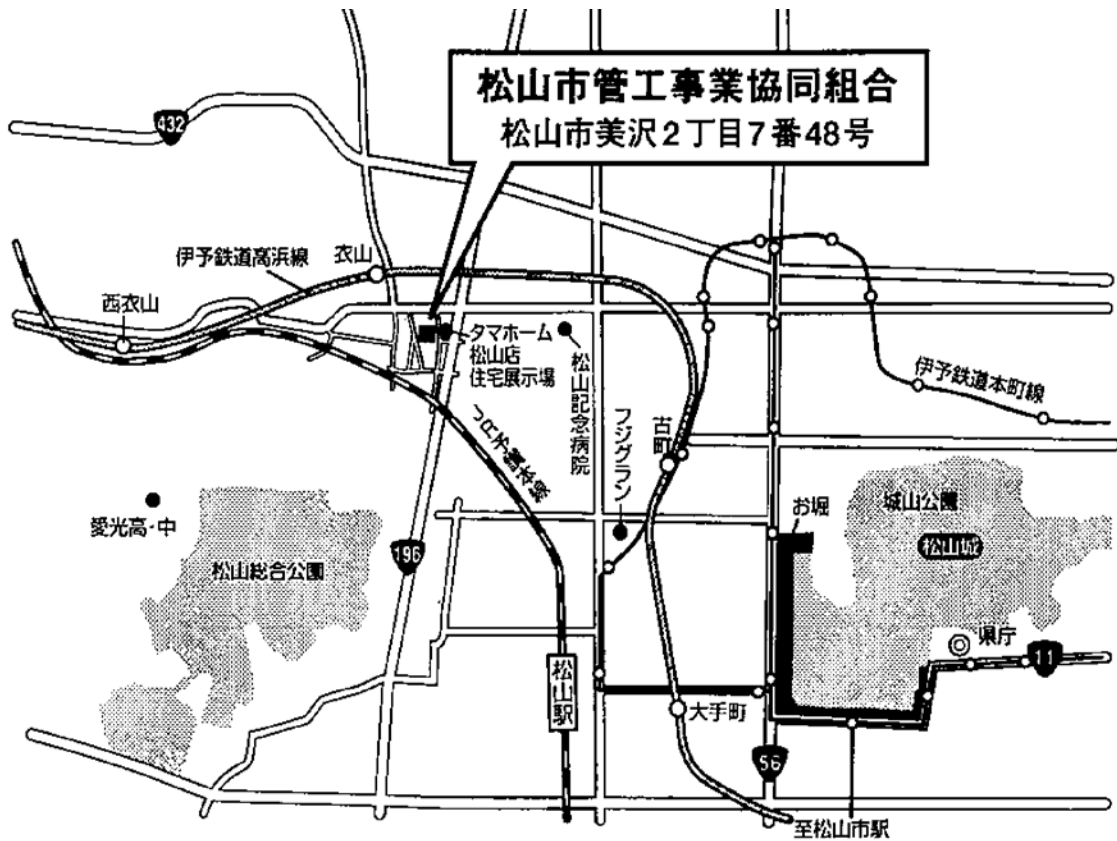 松山市管工事業協同組合
松山市美沢2丁目7番48号
432
伊予鉄道高浜線
衣山
西衣山
タマホーム
松山店
住宅展示場
松山記念病院
フジグラン
古町
伊予鉄道本町線
JR予讃本線
愛光高・中
松山総合公園
196
お堀
城山公園
松山城
県庁
11
松山駅
大手町
56
至松山市駅